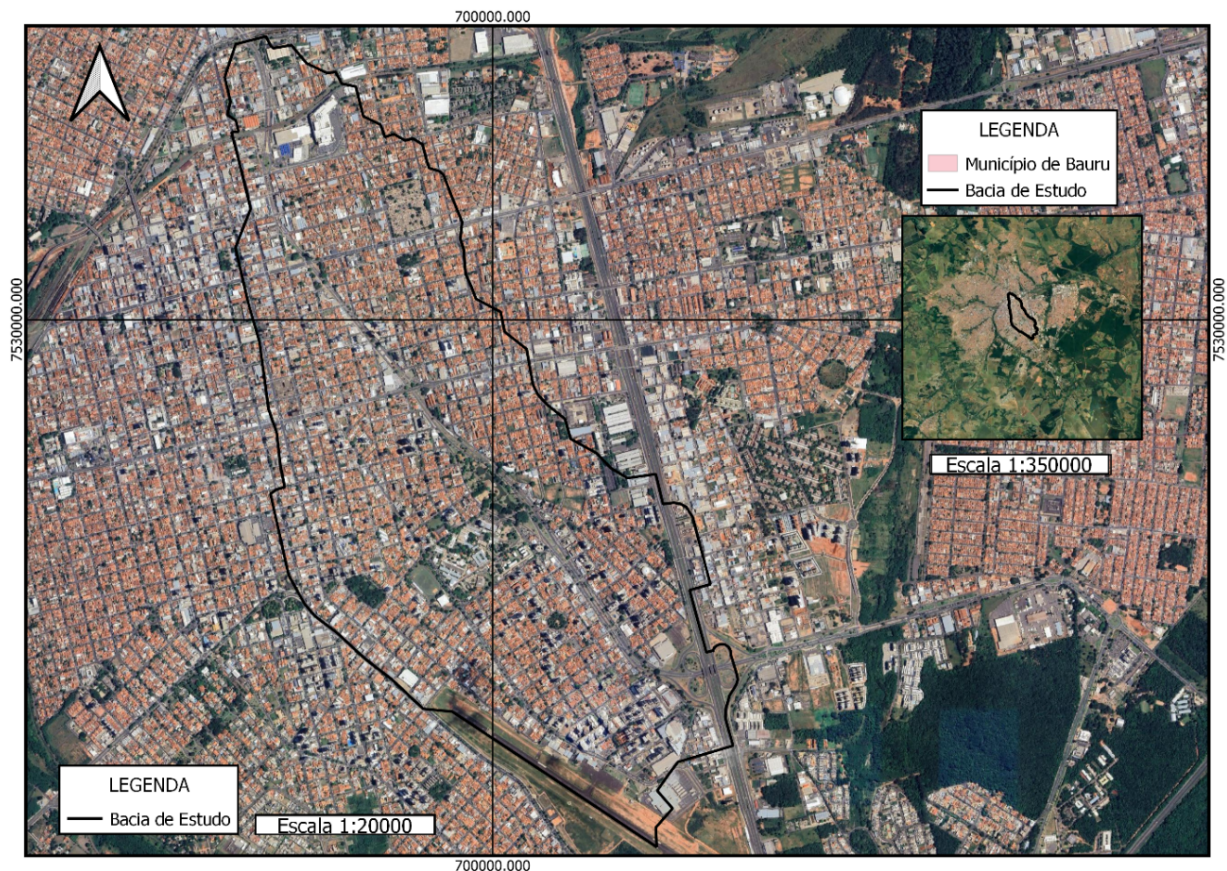 700000.000
LEGENDA
Município de Bauru
Bacia de Estudo
7530000.000
7530000.000
Escala 1:350000
LEGENDA
Bacia de Estudo
Escala 1:20000
700000.000